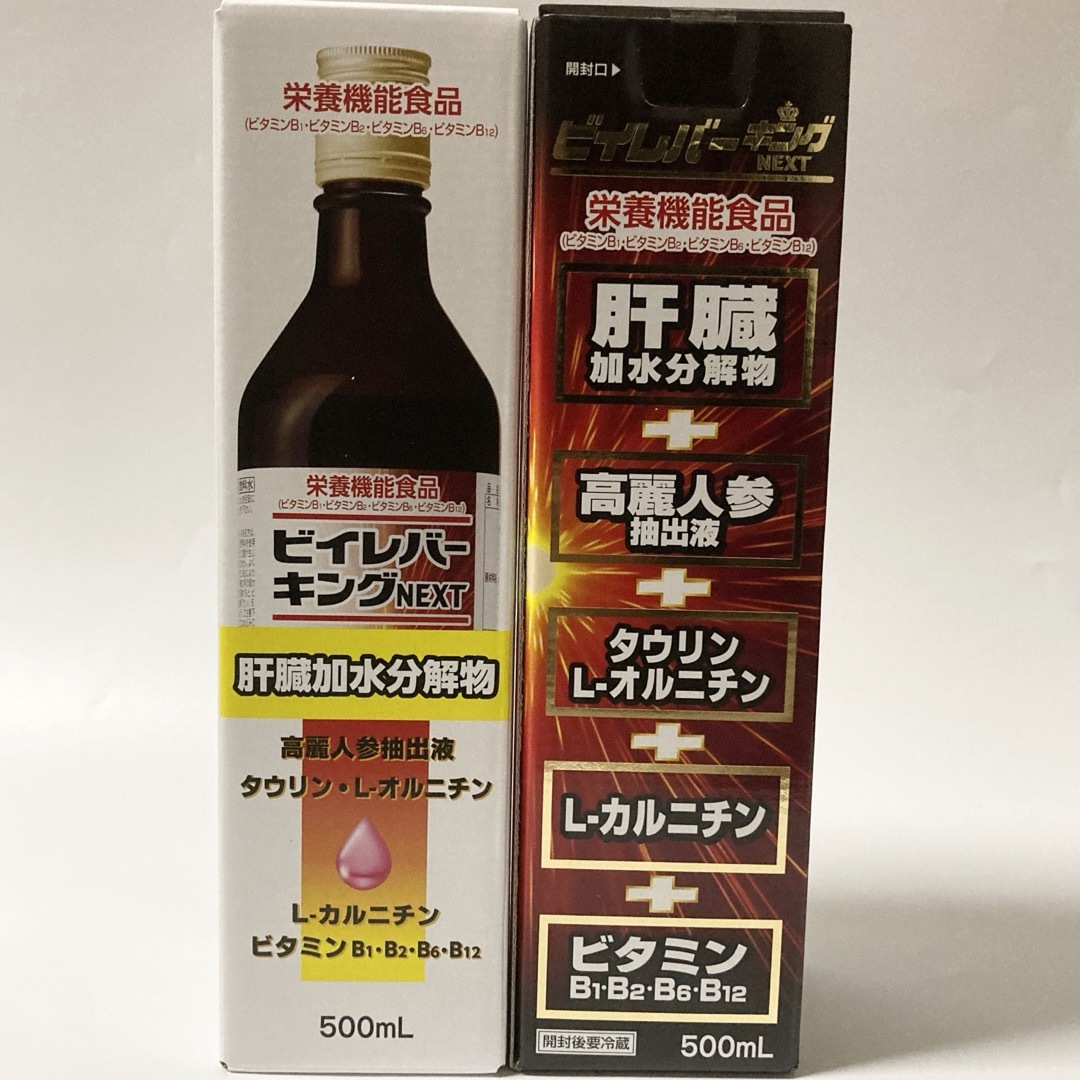 栄養機能食品
(ビタミンB1・ビタミンB2・ビタミンB6・ビタミンB12)
栄養機能食品
(ビタミンB1・ビタミンB2・ビタミンB6・ビタミンB12)
ビイレバー
キングNEXT
肝臓加水分解物
高麗人参抽出液
タウリン・L-オルニチン
L-カルニチン
ビタミンB1・B2・B6・B12
500mL
開封口▶
ビイレバーキング
NEXT
栄養機能食品
(ビタミンB1・ビタミンB2・ビタミンB6・ビタミンB12)
肝臓
加水分解物
+
高麗人参
抽出液
+
タウリン
L-オルニチン
+
L-カルニチン
+
ビタミン
B1・B2・B6・B12
開封後要冷蔵
500mL